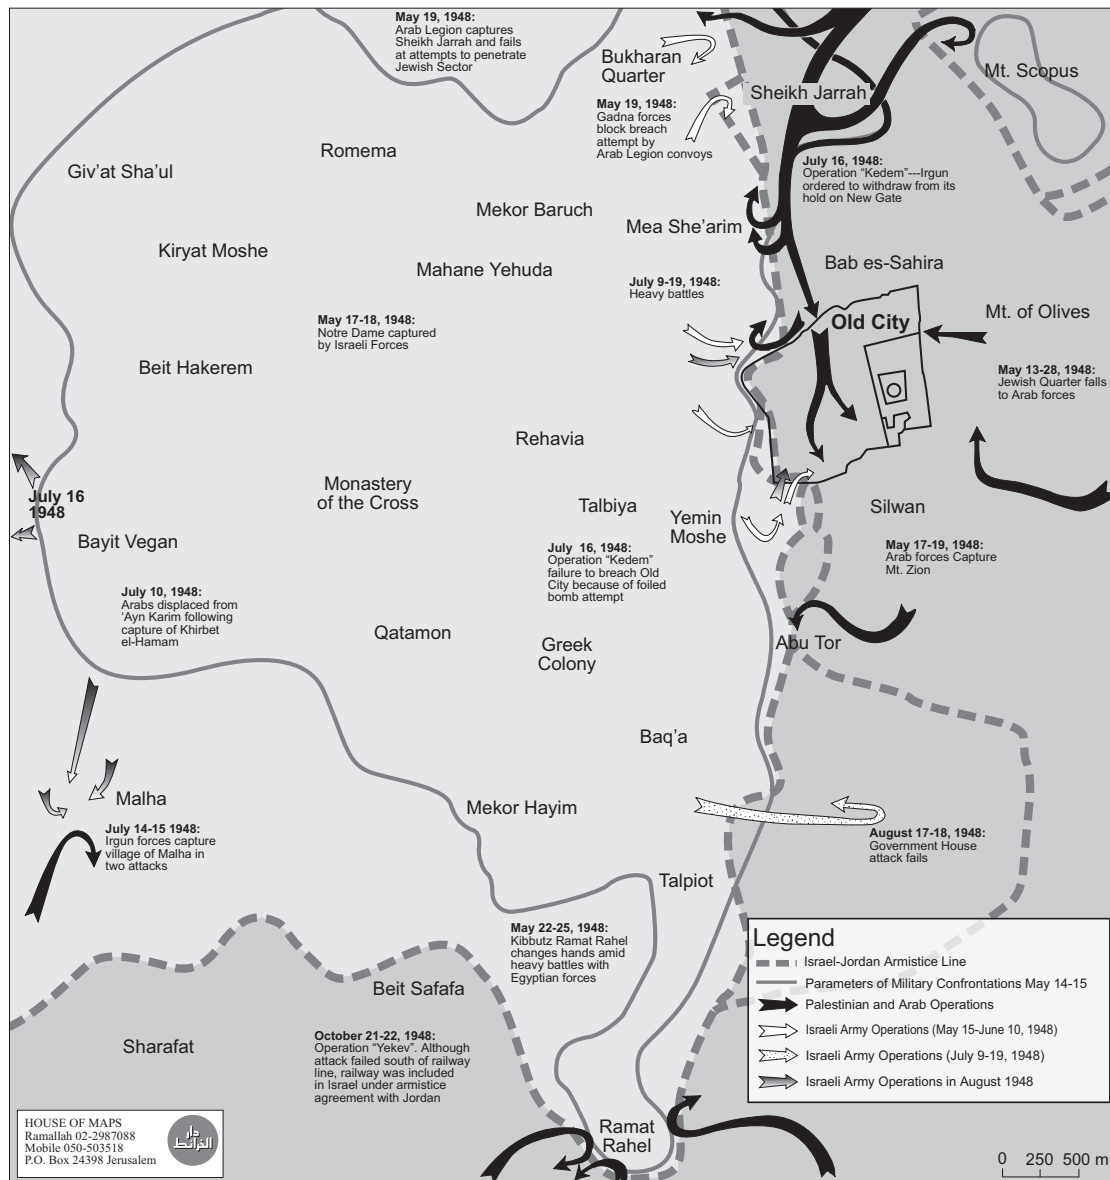 May 19, 1948:
Arab Legion captures
Sheikh Jarrah and fails
at attempts to penetrate
Jewish Sector
Bukharan
Quarter
Mt. Scopus
Sheikh Jarrah
May 19, 1948:
Gadna forces
block breach
attempt by
Arab Legion convoys
Romema
Giv'at Sha'ul
July 16, 1948:
Operation “Kedem”---Irgun
ordered to withdraw from its
hold on New Gate
Mekor Baruch
Mea She'arim
Kiryat Moshe
Mahane Yehuda
Bab es-Sahira
July 9-19, 1948:
Heavy battles
Mt. of Olives
Old City
May 17-18, 1948:
Notre Dame captured
by Israeli Forces
Beit Hakerem
May 13-28, 1948:
Jewish Quarter falls
to Arab forces
Rehavia
July 16
1948
Monastery
of the Cross
Talbiya
Yemin
Moshe
Silwan
Bayit Vegan
July 16, 1948:
Operation “Kedem”
failure to breach Old
City because of foiled
bomb attempt
May 17-19, 1948:
Arab forces Capture
Mt. Zion
July 10, 1948:
Arabs displaced from
‘Ayn Karim following
capture of Khirbet
el-Hamam
Qatamon
Greek
Colony
Abu Tor
Baq'a
Malha
Mekor Hayim
July 14-15 1948:
Irgun forces capture
village of Malha in
two attacks
August 17-18, 1948:
Government House
attack fails
Talpiot
May 22-25, 1948:
Kibbutz Ramat Rahel
changes hands amid
heavy battles with
Egyptian forces
Beit Safafa
Sharafat
October 21-22, 1948:
Operation “Yekev”. Although
attack failed south of railway
line, railway was included
in Israel under armistice
agreement with Jordan
Legend
Israel-Jordan Armistice Line
Parameters of Military Confrontations May 14-15
Palestinian and Arab Operations
Israeli Army Operations (May 15-June 10, 1948)
Israeli Army Operations (July 9-19, 1948)
Israeli Army Operations in August 1948
HOUSE OF MAPS
Ramallah 02-2987088
Mobile 050-503518
P.O. Box 24398 Jerusalem
دار
الخرائط
Ramat
Rahel
0 250 500 m